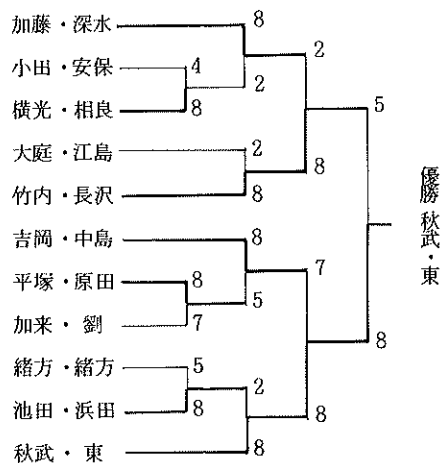 加藤・深水
小田・安保
横光・相良
大庭・江島
竹内・長沢
吉岡・中島
平塚・原田
加来・劉
緒方・緒方
池田・浜田
秋武・東
8
4
8
2
2
8
2
8
8
8
7
5
5
8
2
8
7
8
5
8
優勝 秋武・東